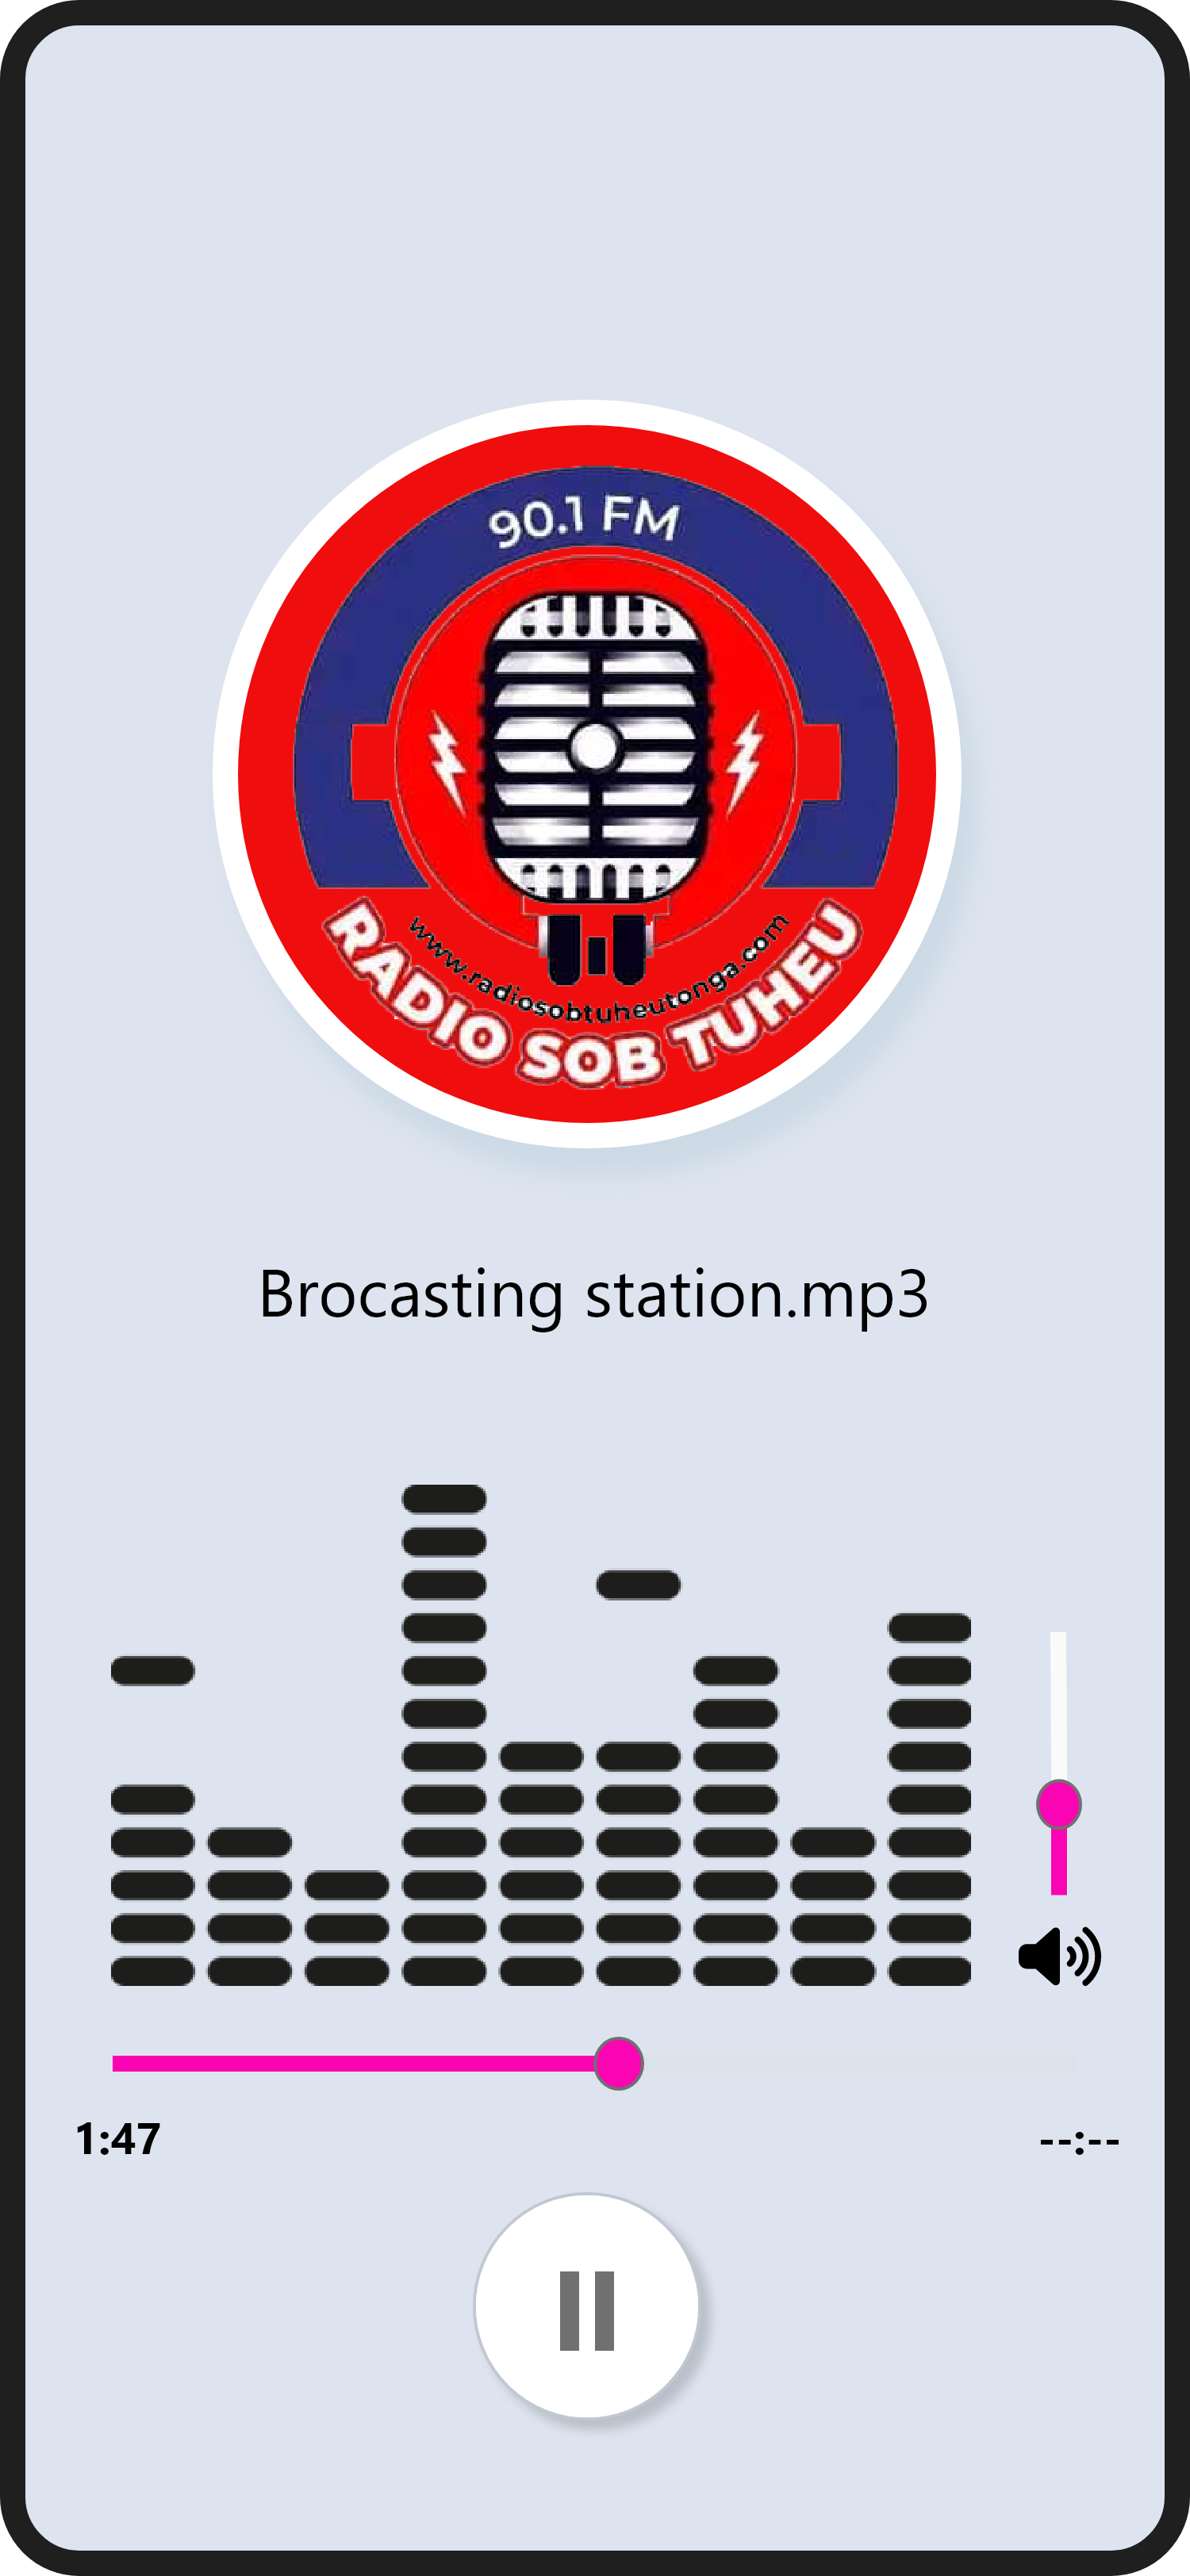 90.1 FM
www.radiosobtuheutonga.com
RADIO SOB TUHEU
Brocasting station.mp3
1:47
--:--